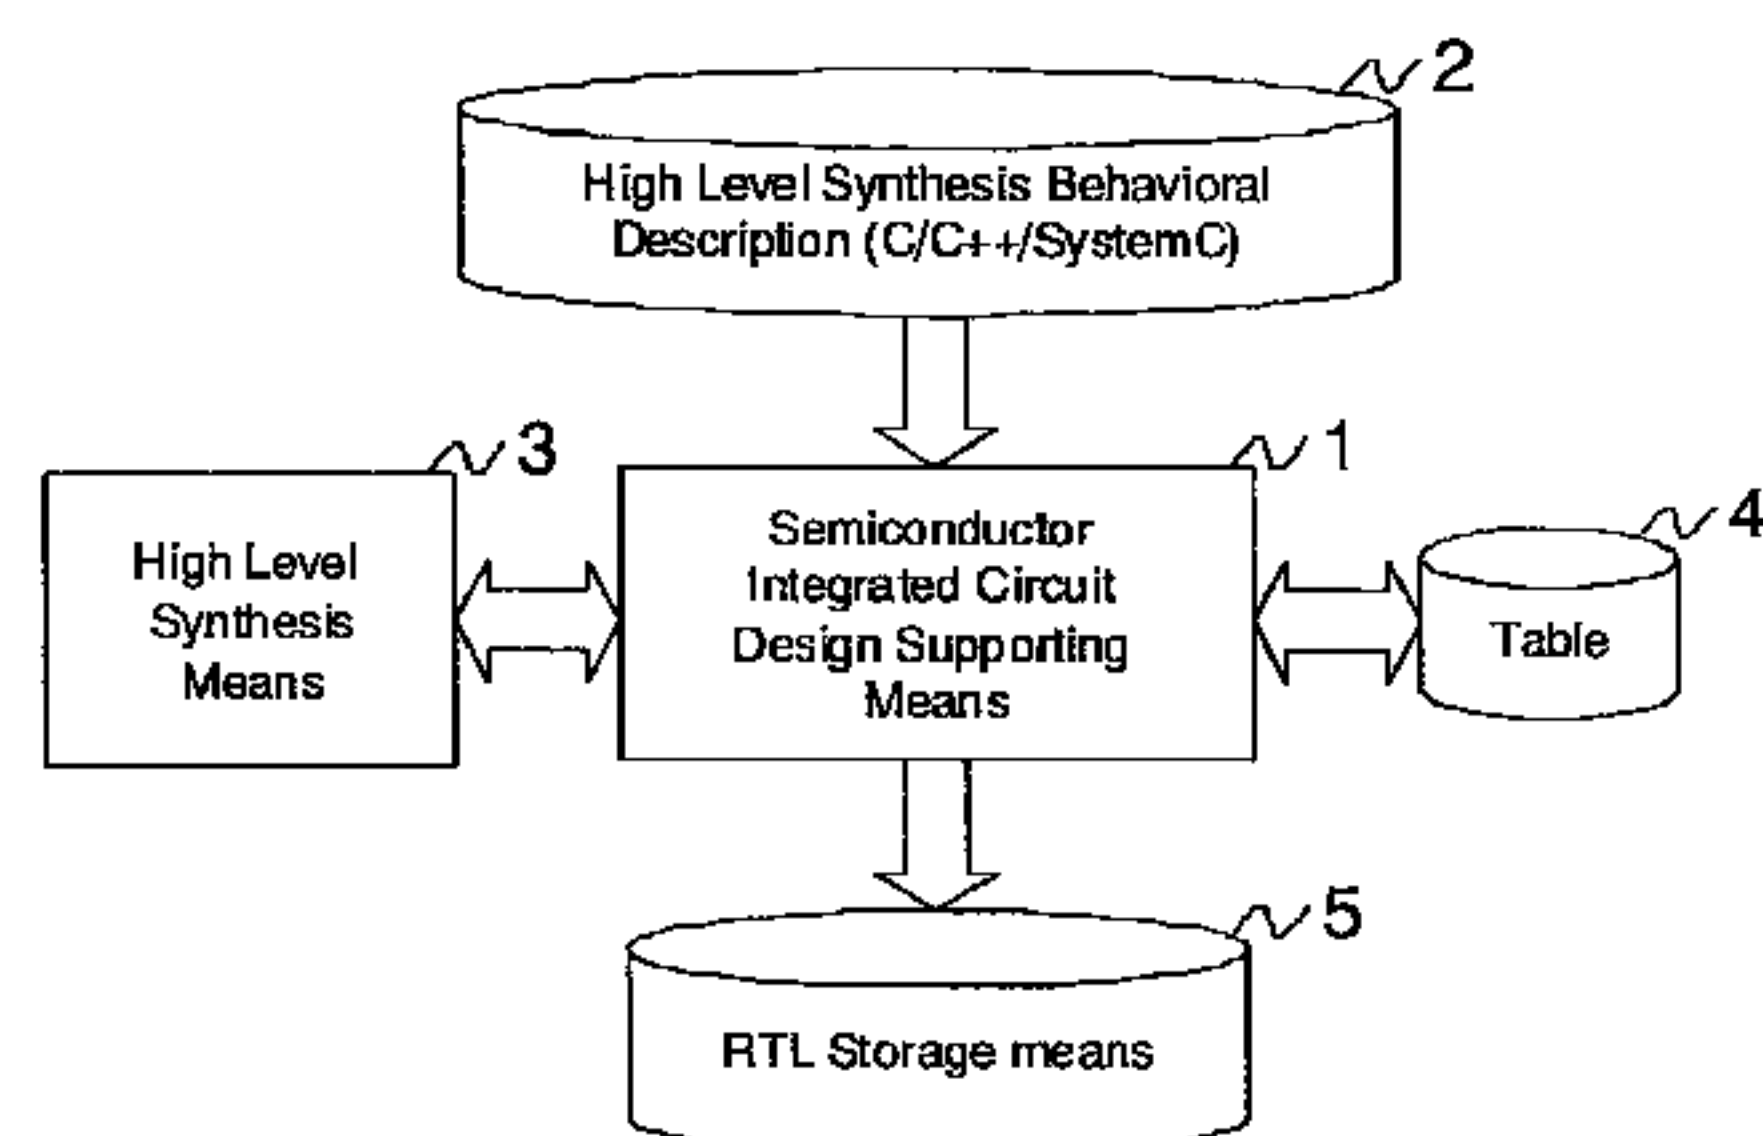 2
High Level Synthesis Behavioral
Description (C/C++/SystemC)
3
High Level
Synthesis
Means
1
Semiconductor
Integrated Circuit
Design Supporting
Means
4
Table
5
RTL Storage means